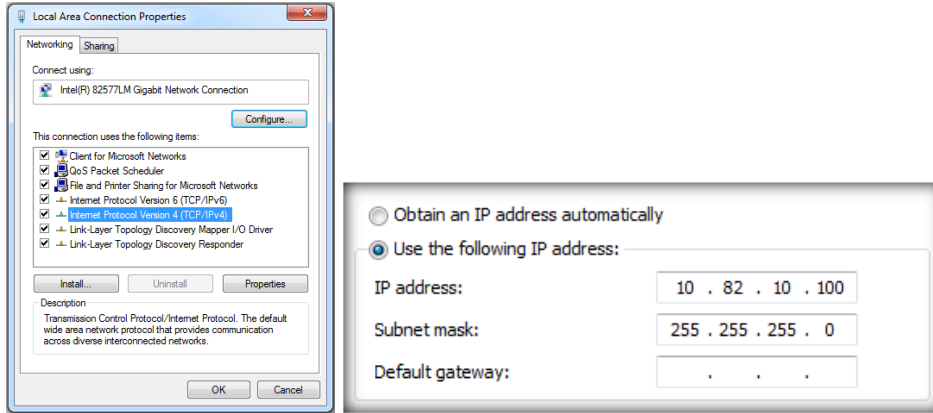 Local Area Connection Properties
Networking Sharing
Connect using:
Intel(R) 82577LM Gigabit Network Connection
Configure...
This connection uses the following items:
Client for Microsoft Networks
QoS Packet Scheduler
File and Printer Sharing for Microsoft Networks
Internet Protocol Version 6 (TCP/IPv6)
Internet Protocol Version 4 (TCP/IPv4)
Link-Layer Topology Discovery Mapper I/O Driver
Link-Layer Topology Discovery Responder
Install... Uninstall Properties
Description
Transmission Control Protocol/Internet Protocol. The default
wide area network protocol that provides communication
across diverse interconnected networks.
OK Cancel
Obtain an IP address automatically
Use the following IP address:
IP address: 10 . 82 . 10 . 100
Subnet mask: 255 . 255 . 255 . 0
Default gateway: . . .